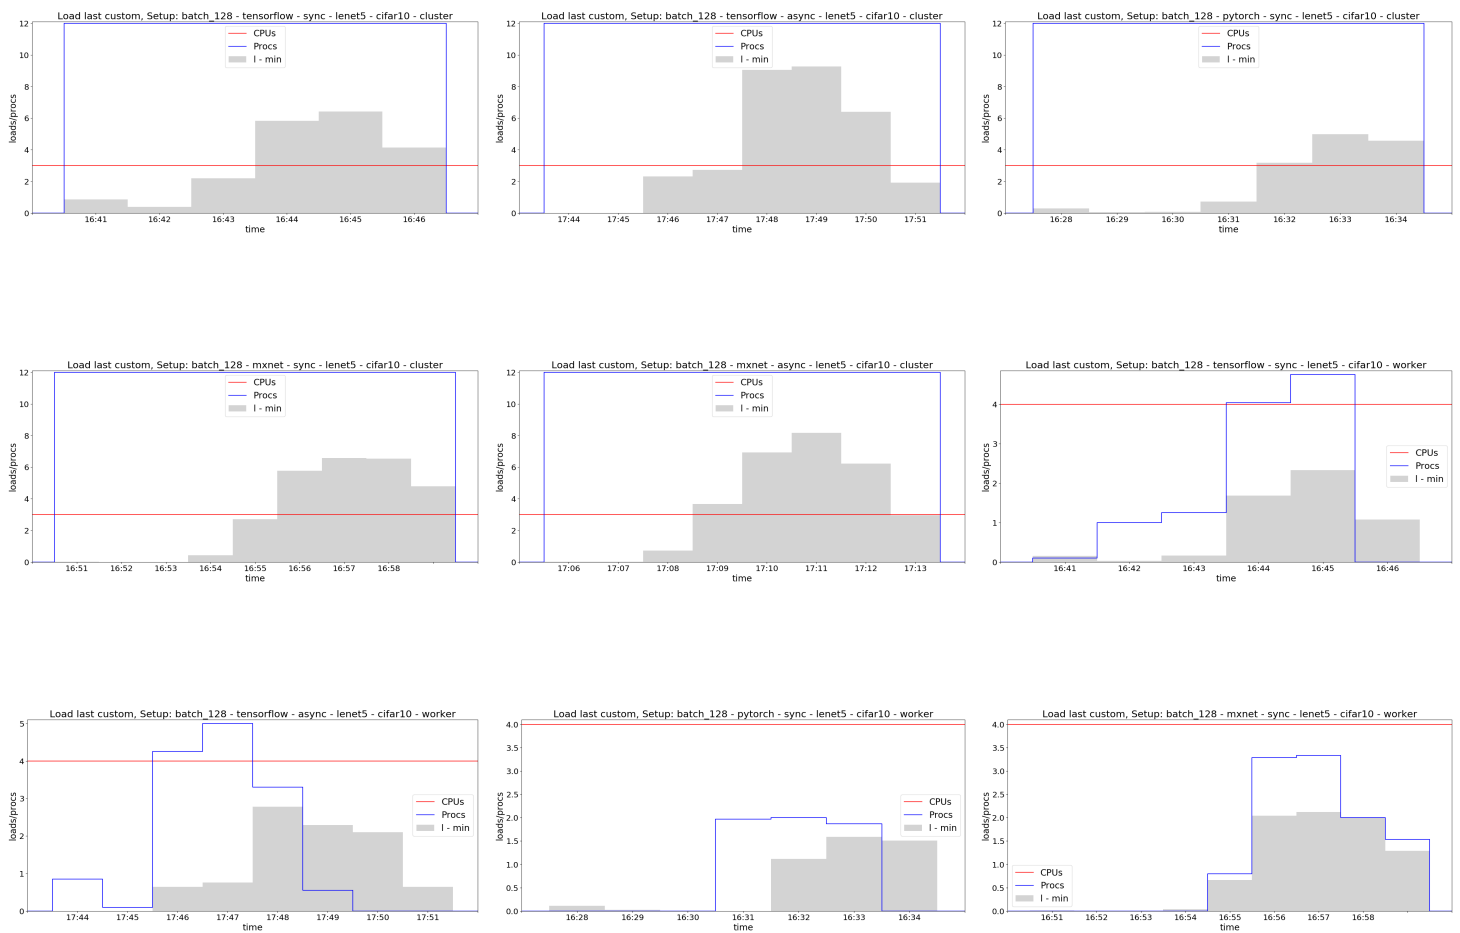 Load last custom, Setup: batch_128 - tensorflow - sync - lenet5 - cifar10 - cluster
12
10
8
6
4
2
0
loads/procs
CPUs
Procs
l - min
16:41 16:42 16:43 16:44 16:45 16:46
time
Load last custom, Setup: batch_128 - tensorflow - async - lenet5 - cifar10 - cluster
12
10
8
6
4
2
0
loads/procs
CPUs
Procs
l - min
17:44 17:45 17:46 17:47 17:48 17:49 17:50 17:51
time
Load last custom, Setup: batch_128 - pytorch - sync - lenet5 - cifar10 - cluster
12
10
8
6
4
2
0
loads/procs
CPUs
Procs
l - min
16:28 16:29 16:30 16:31 16:32 16:33 16:34
time
Load last custom, Setup: batch_128 - mxnet - sync - lenet5 - cifar10 - cluster
12
10
8
6
4
2
0
loads/procs
CPUs
Procs
l - min
16:51 16:52 16:53 16:54 16:55 16:56 16:57 16:58
time
Load last custom, Setup: batch_128 - mxnet - async - lenet5 - cifar10 - cluster
12
10
8
6
4
2
0
loads/procs
CPUs
Procs
l - min
17:06 17:07 17:08 17:09 17:10 17:11 17:12 17:13
time
Load last custom, Setup: batch_128 - tensorflow - sync - lenet5 - cifar10 - worker
4
3
2
1
0
loads/procs
CPUs
Procs
l - min
16:41 16:42 16:43 16:44 16:45 16:46
time
Load last custom, Setup: batch_128 - tensorflow - async - lenet5 - cifar10 - worker
5
4
3
2
1
0
loads/procs
CPUs
Procs
l - min
17:44 17:45 17:46 17:47 17:48 17:49 17:50 17:51
time
Load last custom, Setup: batch_128 - pytorch - sync - lenet5 - cifar10 - worker
4.0
3.5
3.0
2.5
2.0
1.5
1.0
0.5
0.0
loads/procs
CPUs
Procs
l - min
16:28 16:29 16:30 16:31 16:32 16:33 16:34
time
Load last custom, Setup: batch_128 - mxnet - sync - lenet5 - cifar10 - worker
4.0
3.5
3.0
2.5
2.0
1.5
1.0
0.5
0.0
loads/procs
CPUs
Procs
l - min
16:51 16:52 16:53 16:54 16:55 16:56 16:57 16:58
time